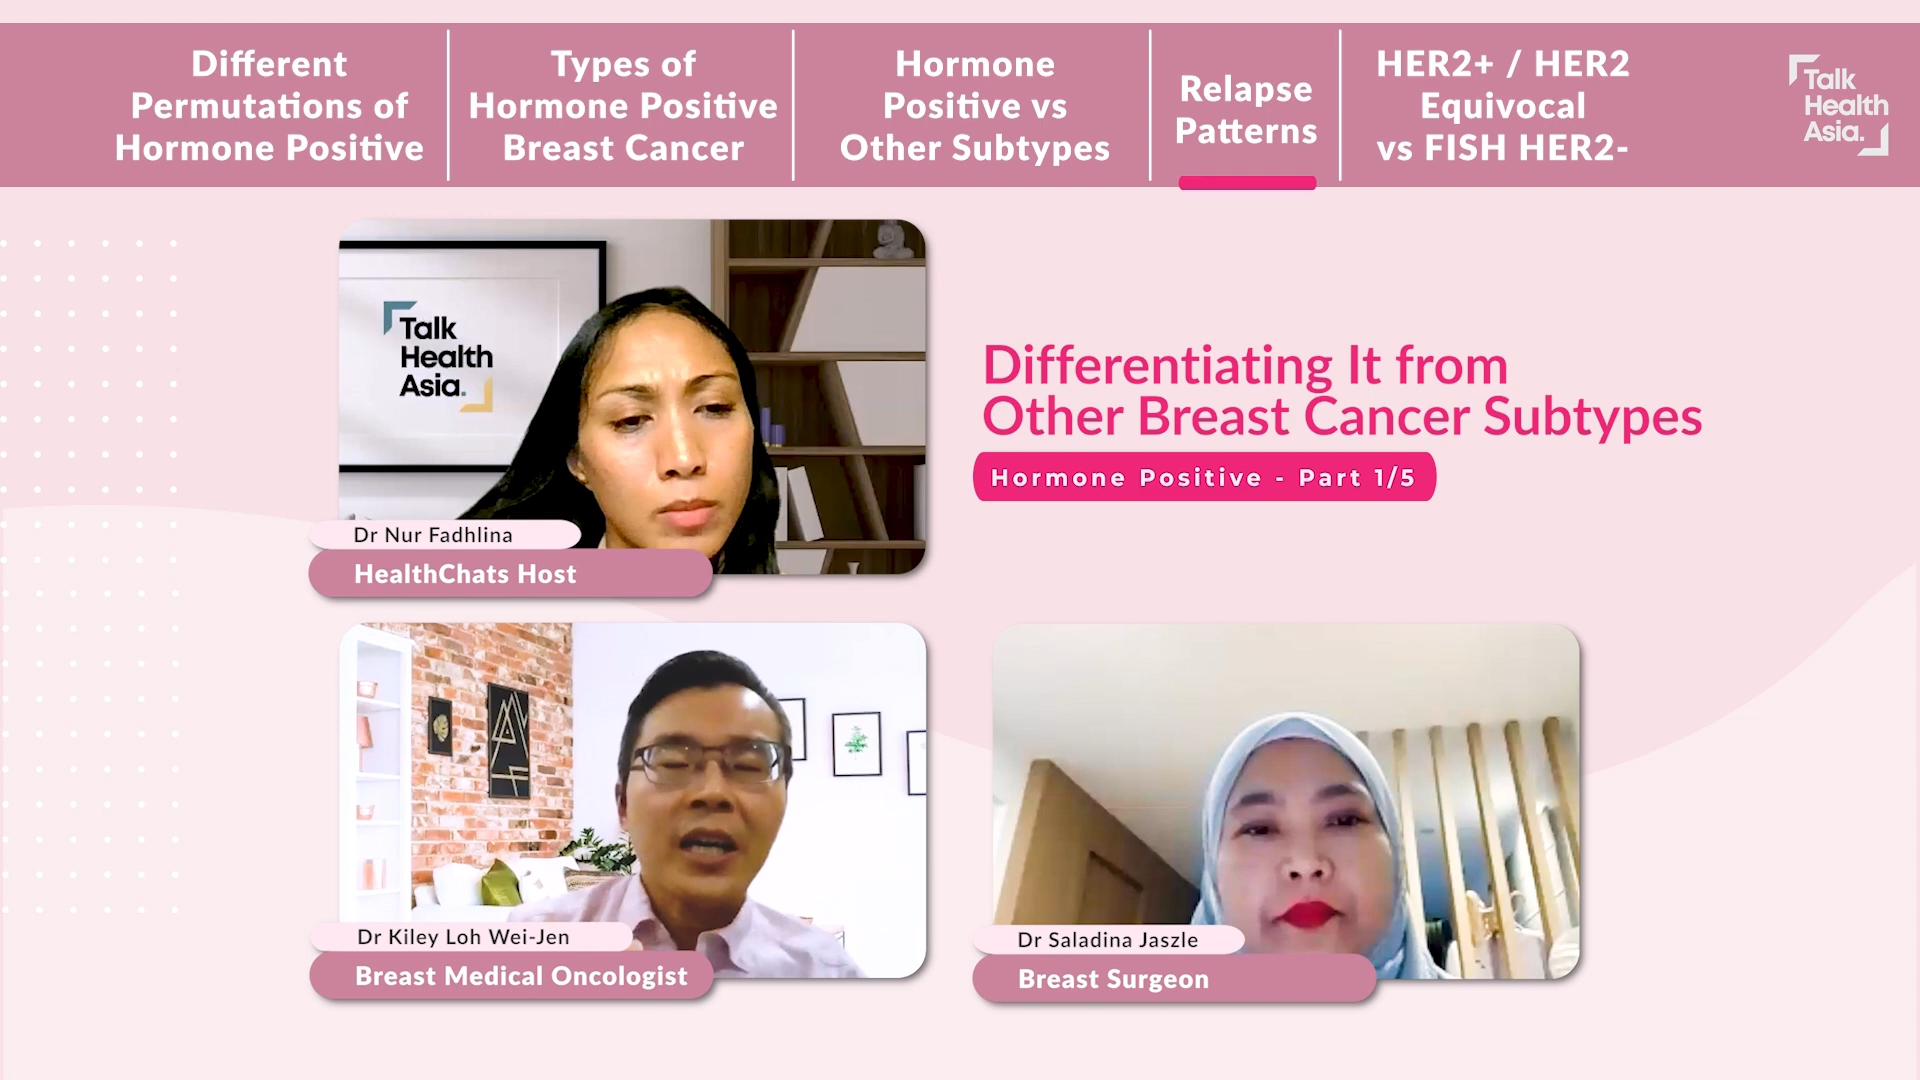 Different
Permutations of
Hormone Positive
Types of
Hormone Positive
Breast Cancer
Hormone
Positive vs
Other Subtypes
Relapse
Patterns
HER2+ / HER2
Equivocal
vs FISH HER2-
Talk
Health
Asia.
Talk
Health
Asia.
Dr Nur Fadhlina
HealthChats Host
Differentiating It from
Other Breast Cancer Subtypes
Hormone Positive - Part 1/5
Dr Kiley Loh Wei-Jen
Breast Medical Oncologist
Dr Saladina Jaszle
Breast Surgeon